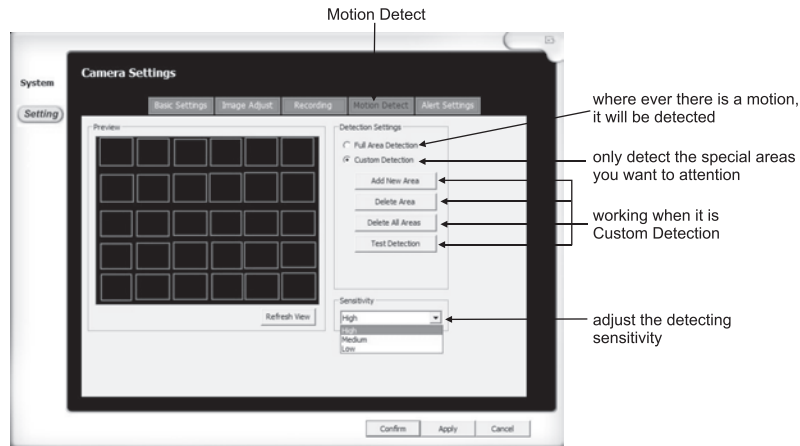 Motion Detect
System
Setting
Camera Settings
Basic Settings Image Adjust Recording Motion Detect Alert Settings
Preview
Refresh View
Detection Settings
Full Area Detection
Custom Detection
Add New Area
Delete Area
Delete All Areas
Test Detection
Sensitivity
High
High
Medium
Low
Confirm Apply Cancel
where ever there is a motion,
it will be detected
only detect the special areas
you want to attention
working when it is
Custom Detection
adjust the detecting
sensitivity